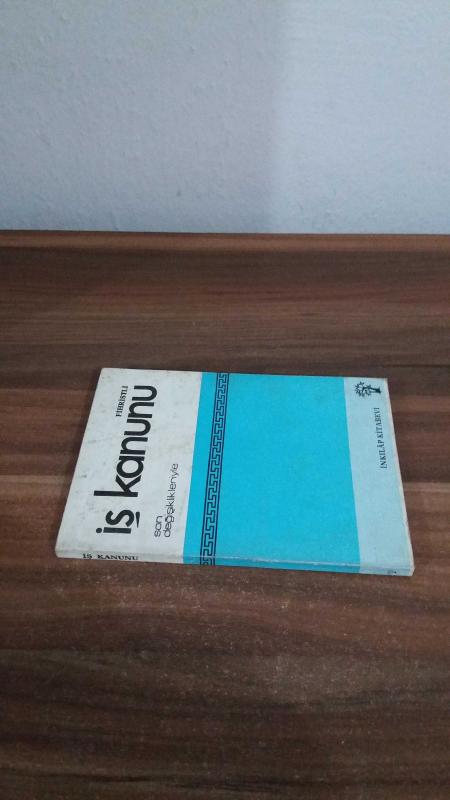 FİHRİSTLİ
iş kanunu
son
değişiklikleriyle
İNKILÂP KİTABEVİ
İŞ KANUNU